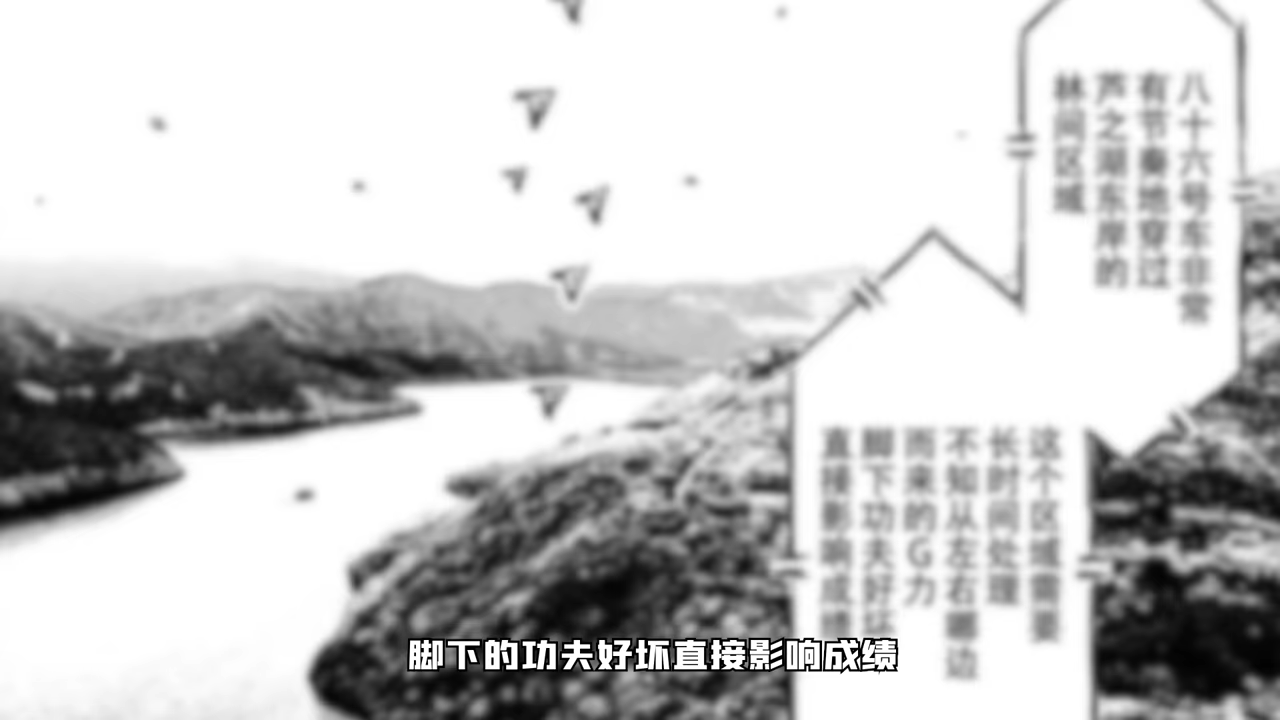 八十六号车非常
有节奏地穿过
芦之湖东岸的
林间区域
这个区域需要
长时间处理
不知从左右哪边
而来的G力
脚下功夫好坏
直接影响成绩
脚下的功夫好坏直接影响成绩